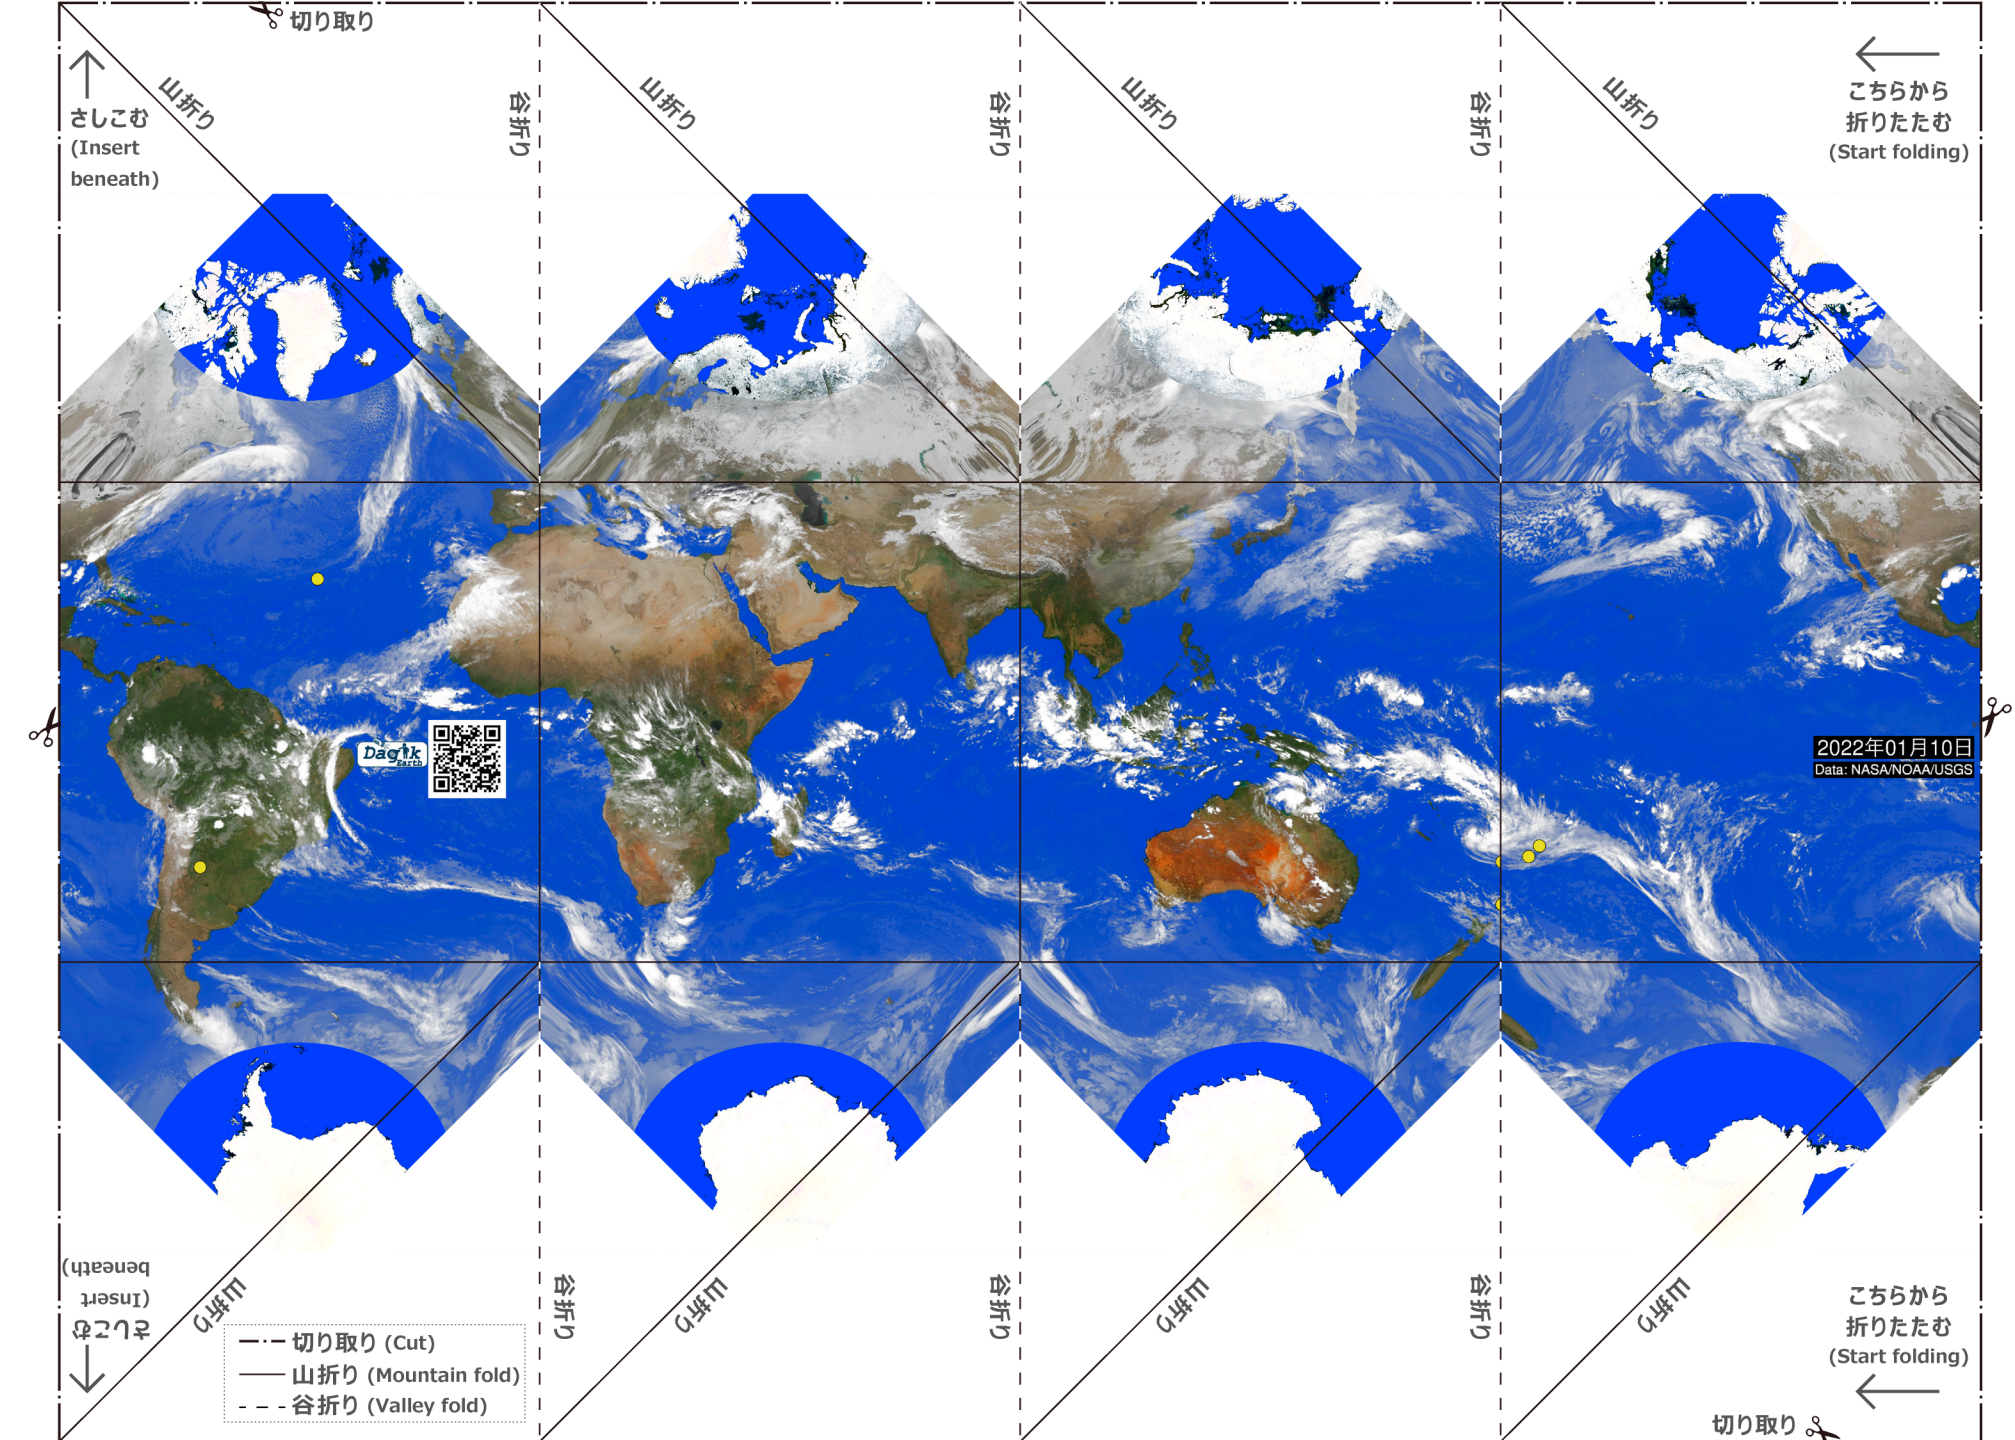 切り取り
さしこむ
(Insert
beneath)
山折り
谷折り
山折り
谷折り
山折り
谷折り
山折り
こちらから
折りたたむ
(Start folding)
Dagik
Earth
2022年01月10日
Data: NASA/NOAA/USGS
さしこむ
(Insert
beneath)
山折り
谷折り
山折り
谷折り
山折り
谷折り
山折り
こちらから
折りたたむ
(Start folding)
切り取り (Cut)
山折り (Mountain fold)
谷折り (Valley fold)
切り取り